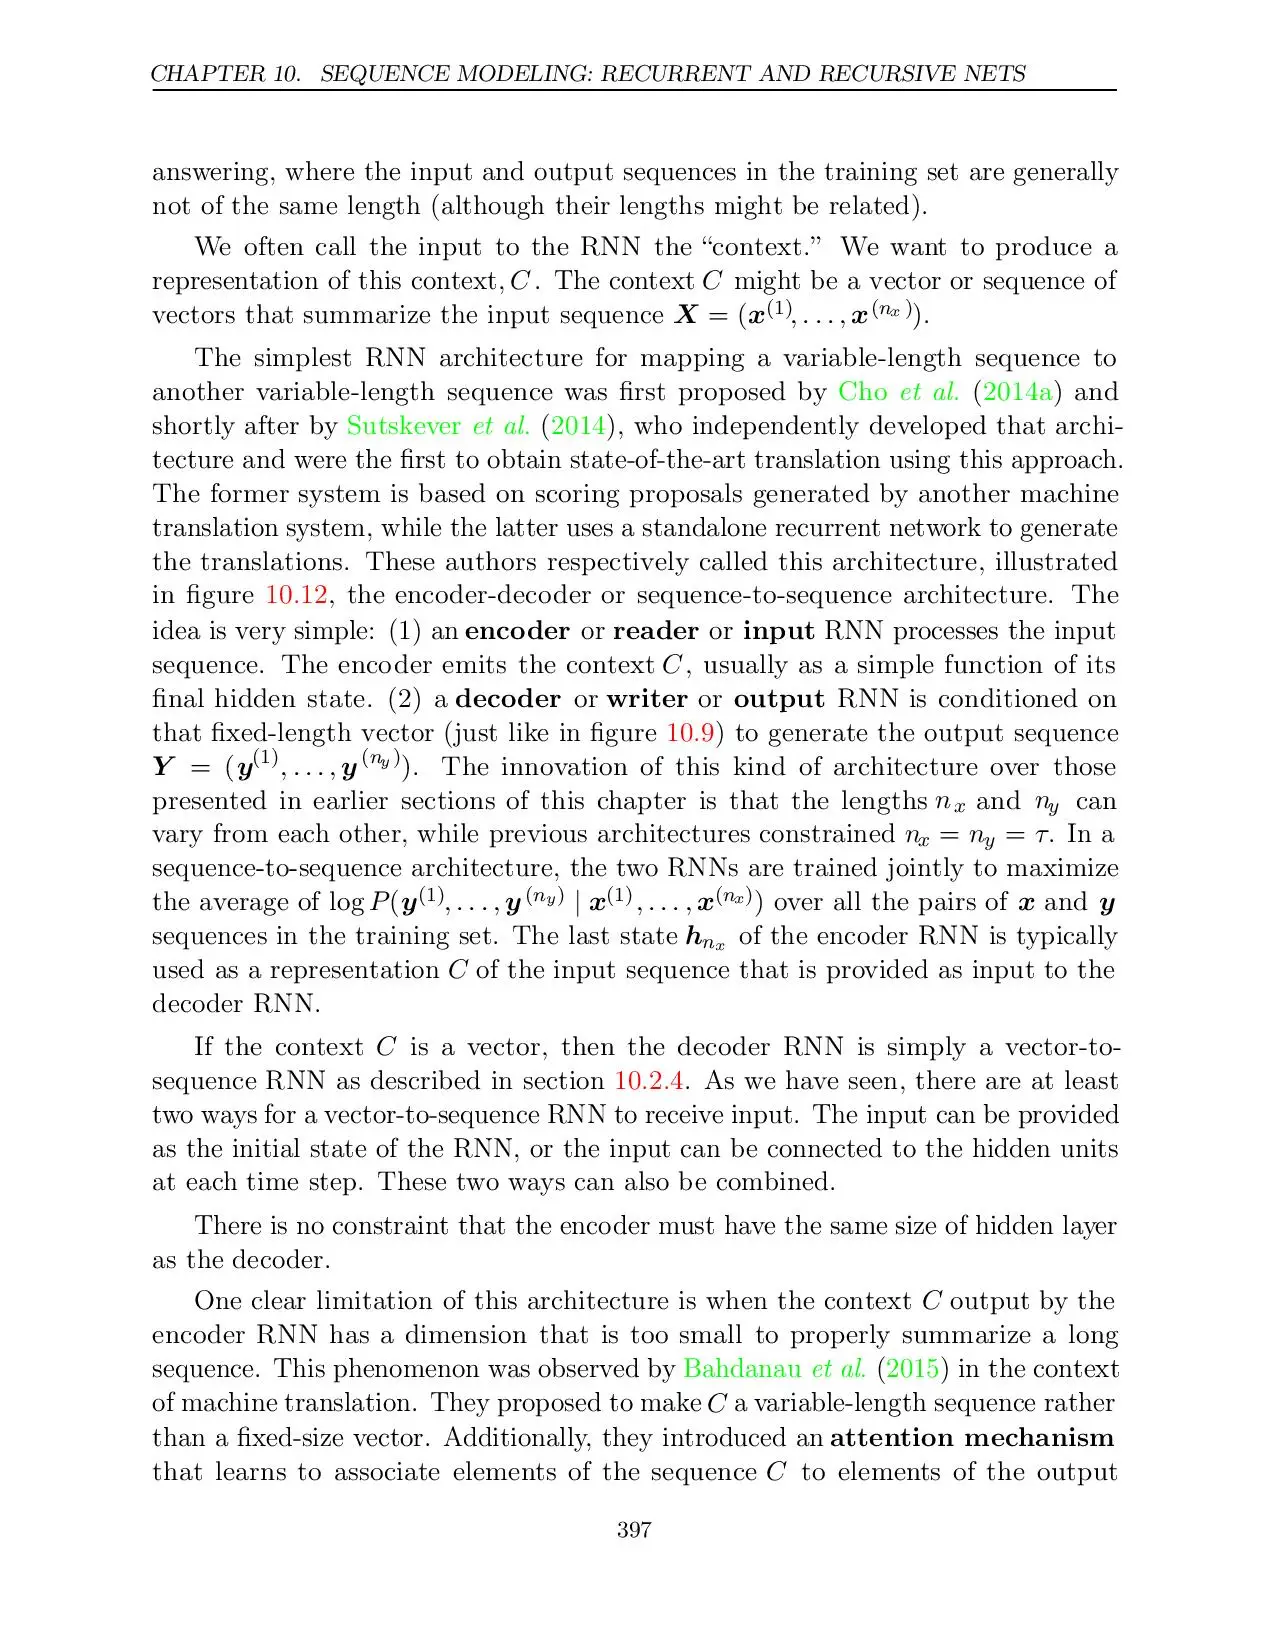 CHAPTER 10. SEQUENCE MODELING: RECURRENT AND RECURSIVE NETS
answering, where the input and output sequences in the training set are generally
not of the same length (although their lengths might be related).
We often call the input to the RNN the “context.” We want to produce a
representation of this context, C. The context C might be a vector or sequence of
vectors that summarize the input sequence X = (x^(1), . . . , x^(n_x)).
The simplest RNN architecture for mapping a variable-length sequence to
another variable-length sequence was first proposed by Cho et al. (2014a) and
shortly after by Sutskever et al. (2014), who independently developed that archi-
tecture and were the first to obtain state-of-the-art translation using this approach.
The former system is based on scoring proposals generated by another machine
translation system, while the latter uses a standalone recurrent network to generate
the translations. These authors respectively called this architecture, illustrated
in figure 10.12, the encoder-decoder or sequence-to-sequence architecture. The
idea is very simple: (1) an encoder or reader or input RNN processes the input
sequence. The encoder emits the context C, usually as a simple function of its
final hidden state. (2) a decoder or writer or output RNN is conditioned on
that fixed-length vector (just like in figure 10.9) to generate the output sequence
Y = (y^(1), . . . , y^(n_y)). The innovation of this kind of architecture over those
presented in earlier sections of this chapter is that the lengths n_x and n_y can
vary from each other, while previous architectures constrained n_x = n_y = τ. In a
sequence-to-sequence architecture, the two RNNs are trained jointly to maximize
the average of log P(y^(1), . . . , y^(n_y) | x^(1), . . . , x^(n_x)) over all the pairs of x and y
sequences in the training set. The last state h_{n_x} of the encoder RNN is typically
used as a representation C of the input sequence that is provided as input to the
decoder RNN.
If the context C is a vector, then the decoder RNN is simply a vector-to-
sequence RNN as described in section 10.2.4. As we have seen, there are at least
two ways for a vector-to-sequence RNN to receive input. The input can be provided
as the initial state of the RNN, or the input can be connected to the hidden units
at each time step. These two ways can also be combined.
There is no constraint that the encoder must have the same size of hidden layer
as the decoder.
One clear limitation of this architecture is when the context C output by the
encoder RNN has a dimension that is too small to properly summarize a long
sequence. This phenomenon was observed by Bahdanau et al. (2015) in the context
of machine translation. They proposed to make C a variable-length sequence rather
than a fixed-size vector. Additionally, they introduced an attention mechanism
that learns to associate elements of the sequence C to elements of the output
397